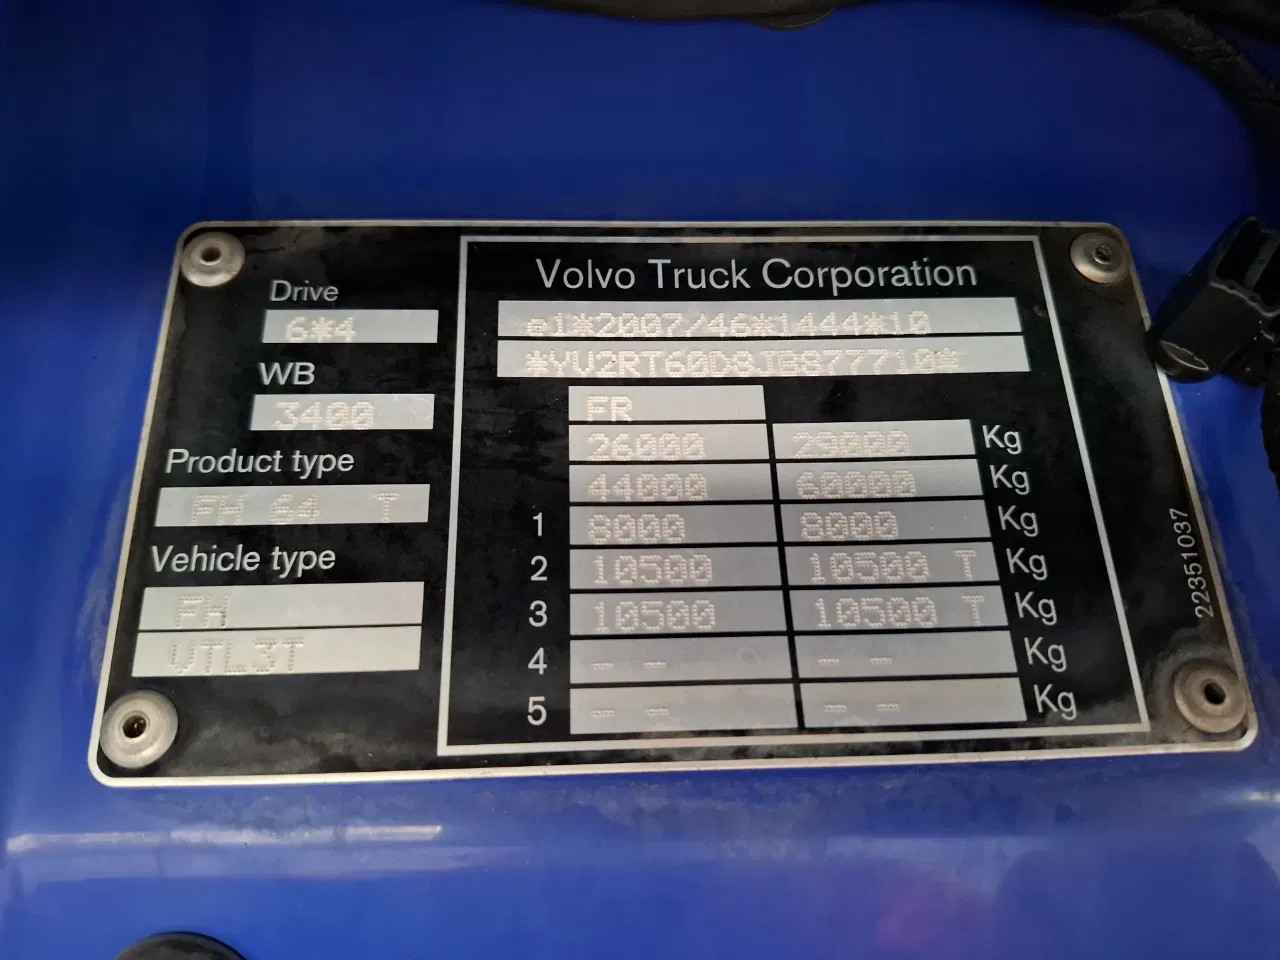 Drive
6*4
WB
3400
Product type
FH 64 T
Vehicle type
FH
VTL3T
Volvo Truck Corporation
e1*2007/46*1444*10
*YV2RT60D8JB877710*
FR
26000 29000 Kg
44000 60000 Kg
1 8000 8000 Kg
2 10500 10500 T Kg
3 10500 10500 T Kg
4 -- -- -- -- Kg
5 -- -- -- -- Kg
22351037